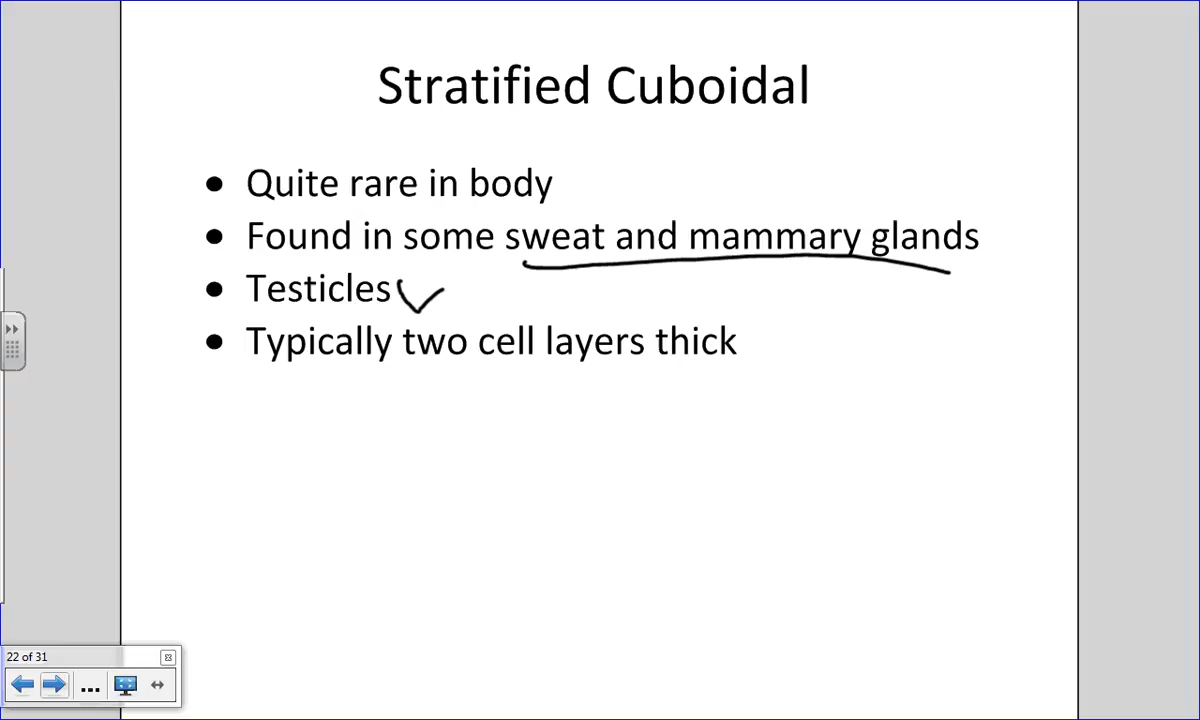 Stratified Cuboidal
• Quite rare in body
• Found in some sweat and mammary glands
• Testicles
• Typically two cell layers thick
22 of 31
...